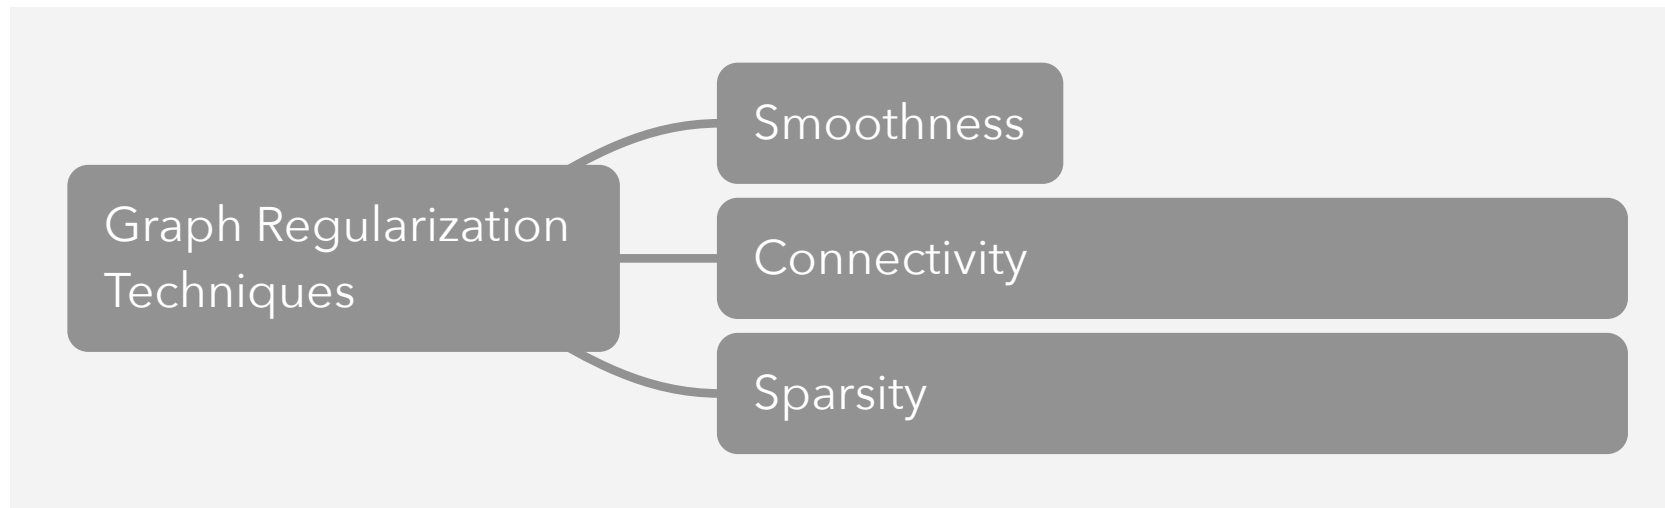 Graph Regularization
Techniques
Smoothness
Connectivity
Sparsity